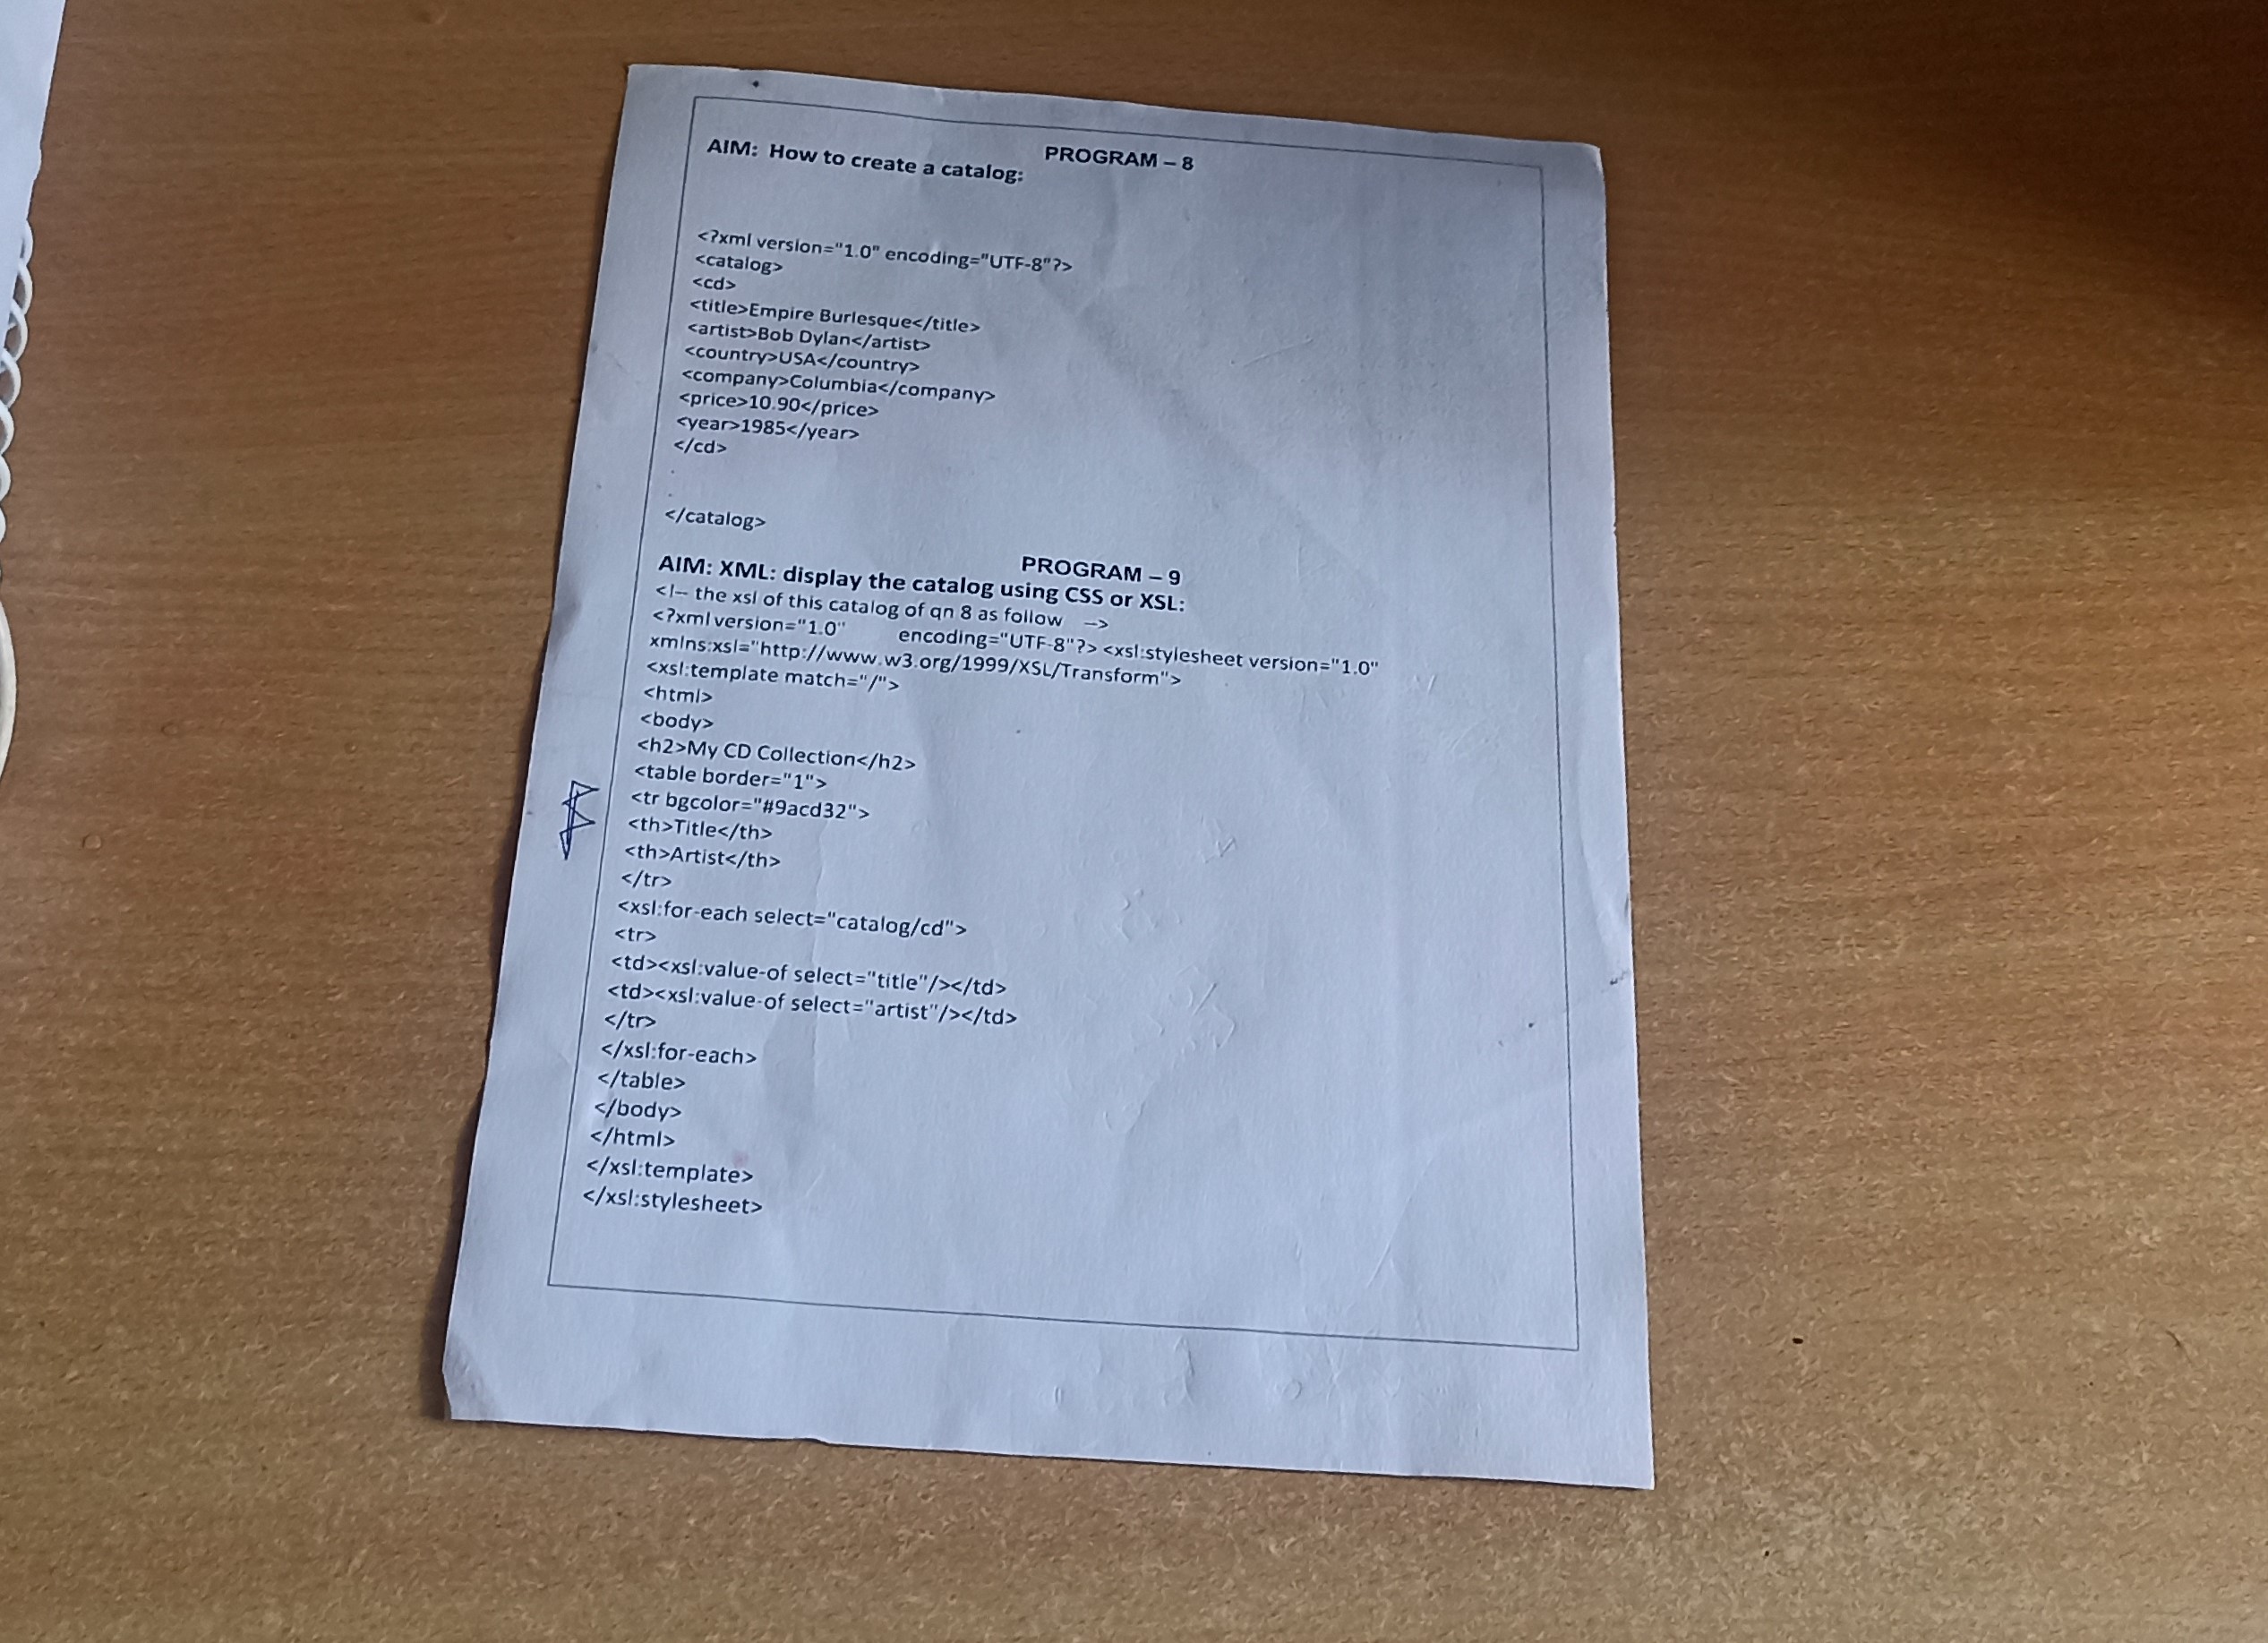 PROGRAM – 8
AIM: How to create a catalog:
<?xml version="1.0" encoding="UTF-8"?>
<catalog>
<cd>
<title>Empire Burlesque</title>
<artist>Bob Dylan</artist>
<country>USA</country>
<company>Columbia</company>
<price>10.90</price>
<year>1985</year>
</cd>
.
.
</catalog>
PROGRAM – 9
AIM: XML: display the catalog using CSS or XSL:
<!-- the xsl of this catalog of qn 8 as follow -->
<?xml version="1.0" encoding="UTF-8"?> <xsl:stylesheet version="1.0"
xmlns:xsl="http://www.w3.org/1999/XSL/Transform">
<xsl:template match="/">
<html>
<body>
<h2>My CD Collection</h2>
<table border="1">
<tr bgcolor="#9acd32">
<th>Title</th>
<th>Artist</th>
</tr>
<xsl:for-each select="catalog/cd">
<tr>
<td><xsl:value-of select="title"/></td>
<td><xsl:value-of select="artist"/></td>
</tr>
</xsl:for-each>
</table>
</body>
</html>
</xsl:template>
</xsl:stylesheet>